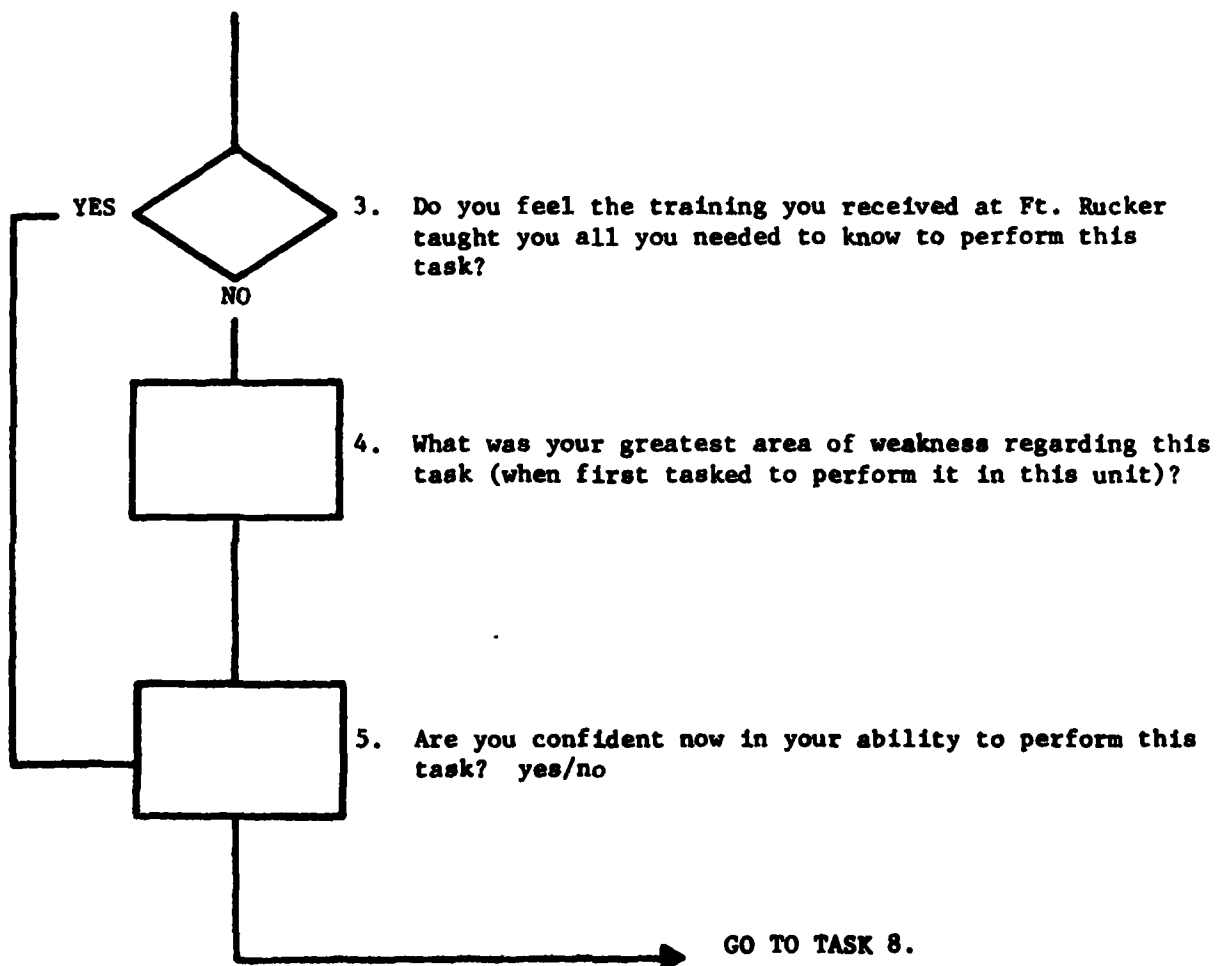 YES
3. Do you feel the training you received at Ft. Rucker
taught you all you needed to know to perform this
task?
NO
4. What was your greatest area of weakness regarding this
task (when first tasked to perform it in this unit)?
5. Are you confident now in your ability to perform this
task? yes/no
GO TO TASK 8.